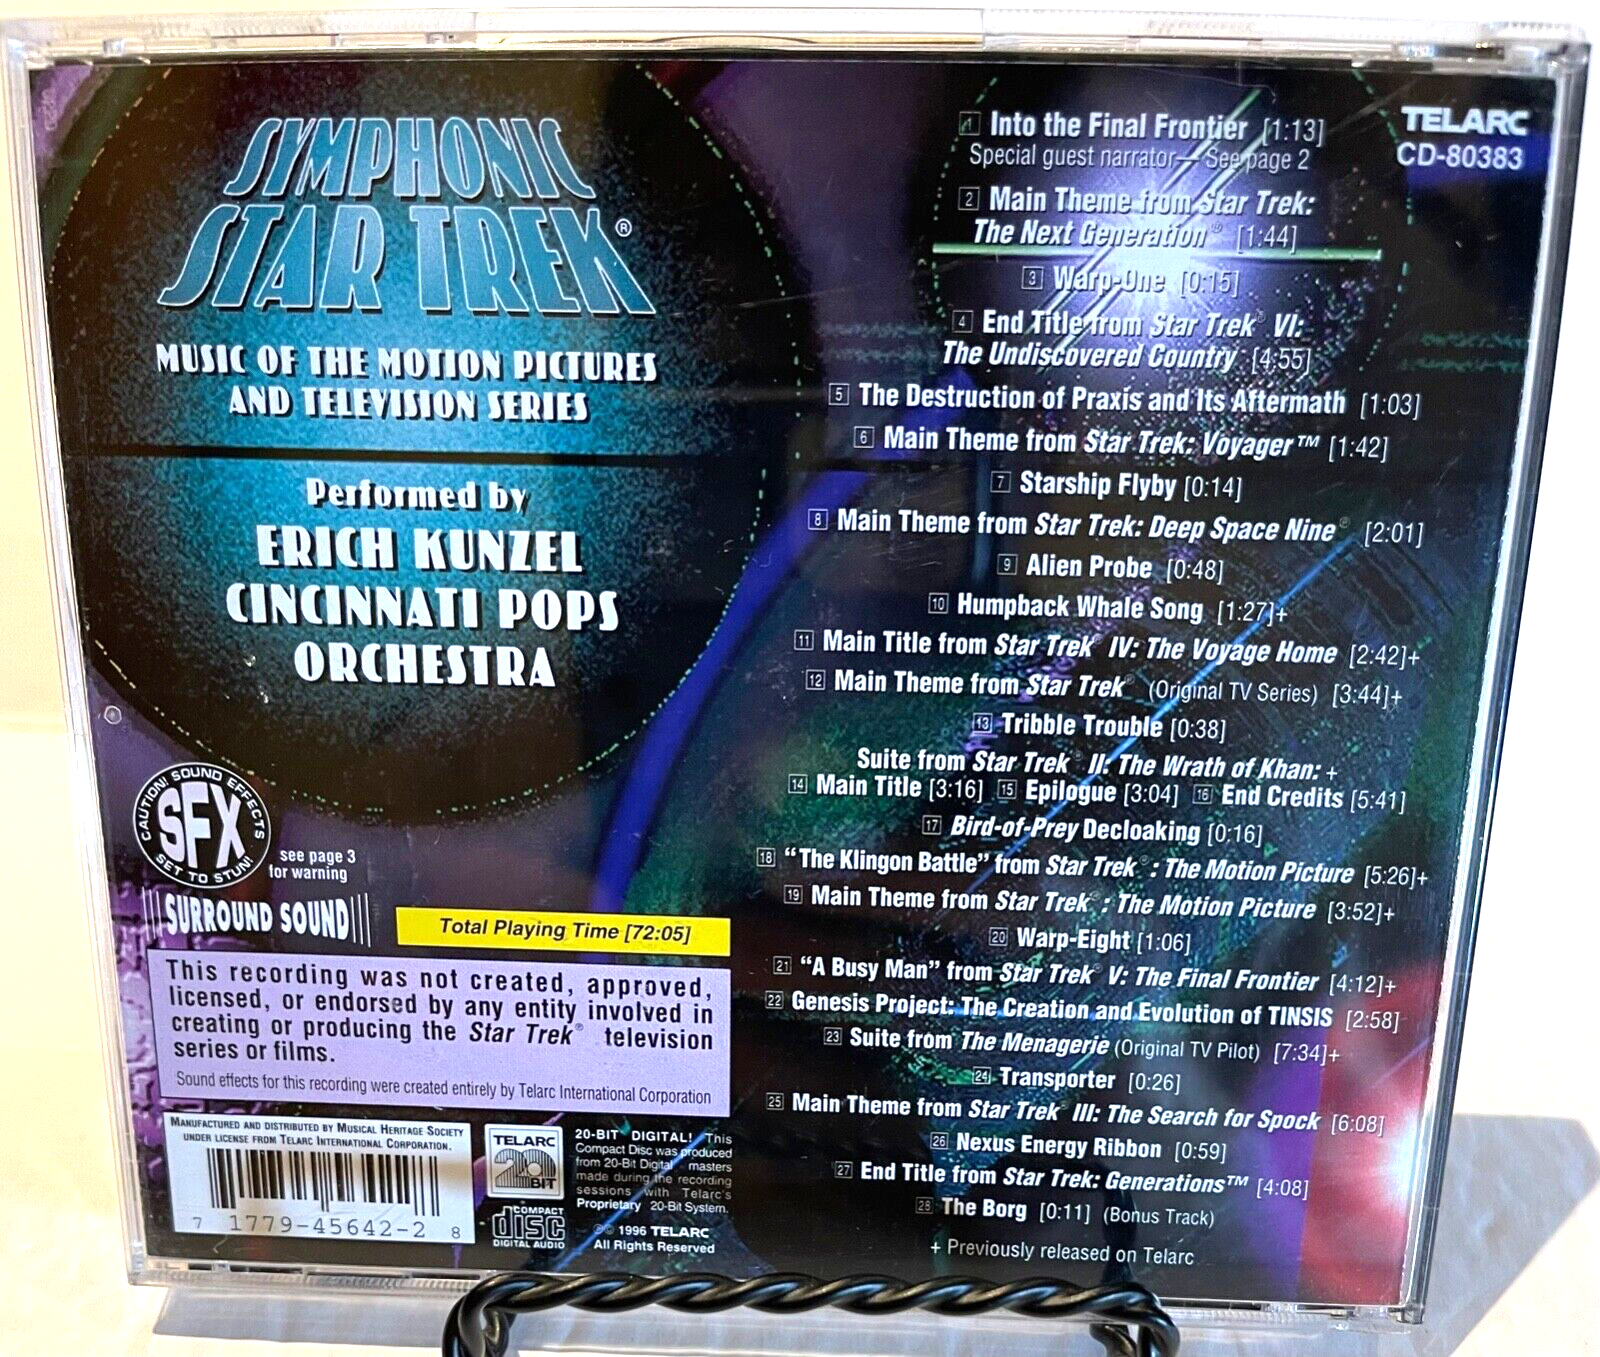 SYMPHONIC
STAR TREK®
MUSIC OF THE MOTION PICTURES
AND TELEVISION SERIES
Performed by
ERICH KUNZEL
CINCINNATI POPS
ORCHESTRA
CAUTION! SOUND EFFECTS
SFX
SET TO STUN!
see page 3
for warning
SURROUND SOUND
Total Playing Time [72:05]
This recording was not created, approved,
licensed, or endorsed by any entity involved in
creating or producing the Star Trek® television
series or films.
Sound effects for this recording were created entirely by Telarc International Corporation
MANUFACTURED AND DISTRIBUTED BY MUSICAL HERITAGE SOCIETY
UNDER LICENSE FROM TELARC INTERNATIONAL CORPORATION.
7 1779-45642-2 8
TELARC
20
BIT
COMPACT
disc
DIGITAL AUDIO
20-BIT DIGITAL! This
Compact Disc was produced
from 20-Bit Digital masters
made during the recording
sessions with Telarc's
Proprietary 20-Bit System.
℗© 1996 TELARC
All Rights Reserved
TELARC
CD-80383
1 Into the Final Frontier [1:13]
Special guest narrator— See page 2
2 Main Theme from Star Trek:
The Next Generation® [1:44]
3 Warp-One [0:15]
4 End Title from Star Trek® VI:
The Undiscovered Country [4:55]
5 The Destruction of Praxis and Its Aftermath [1:03]
6 Main Theme from Star Trek: Voyager™ [1:42]
7 Starship Flyby [0:14]
8 Main Theme from Star Trek: Deep Space Nine® [2:01]
9 Alien Probe [0:48]
10 Humpback Whale Song [1:27]+
11 Main Title from Star Trek® IV: The Voyage Home [2:42]+
12 Main Theme from Star Trek® (Original TV Series) [3:44]+
13 Tribble Trouble [0:38]
Suite from Star Trek® II: The Wrath of Khan: +
14 Main Title [3:16] 15 Epilogue [3:04] 16 End Credits [5:41]
17 Bird-of-Prey Decloaking [0:16]
18 “The Klingon Battle” from Star Trek®: The Motion Picture [5:26]+
19 Main Theme from Star Trek®: The Motion Picture [3:52]+
20 Warp-Eight [1:06]
21 “A Busy Man” from Star Trek® V: The Final Frontier [4:12]+
22 Genesis Project: The Creation and Evolution of TINSIS [2:58]
23 Suite from The Menagerie (Original TV Pilot) [7:34]+
24 Transporter [0:26]
25 Main Theme from Star Trek® III: The Search for Spock [6:08]
26 Nexus Energy Ribbon [0:59]
27 End Title from Star Trek: Generations™ [4:08]
28 The Borg [0:11] (Bonus Track)
+ Previously released on Telarc